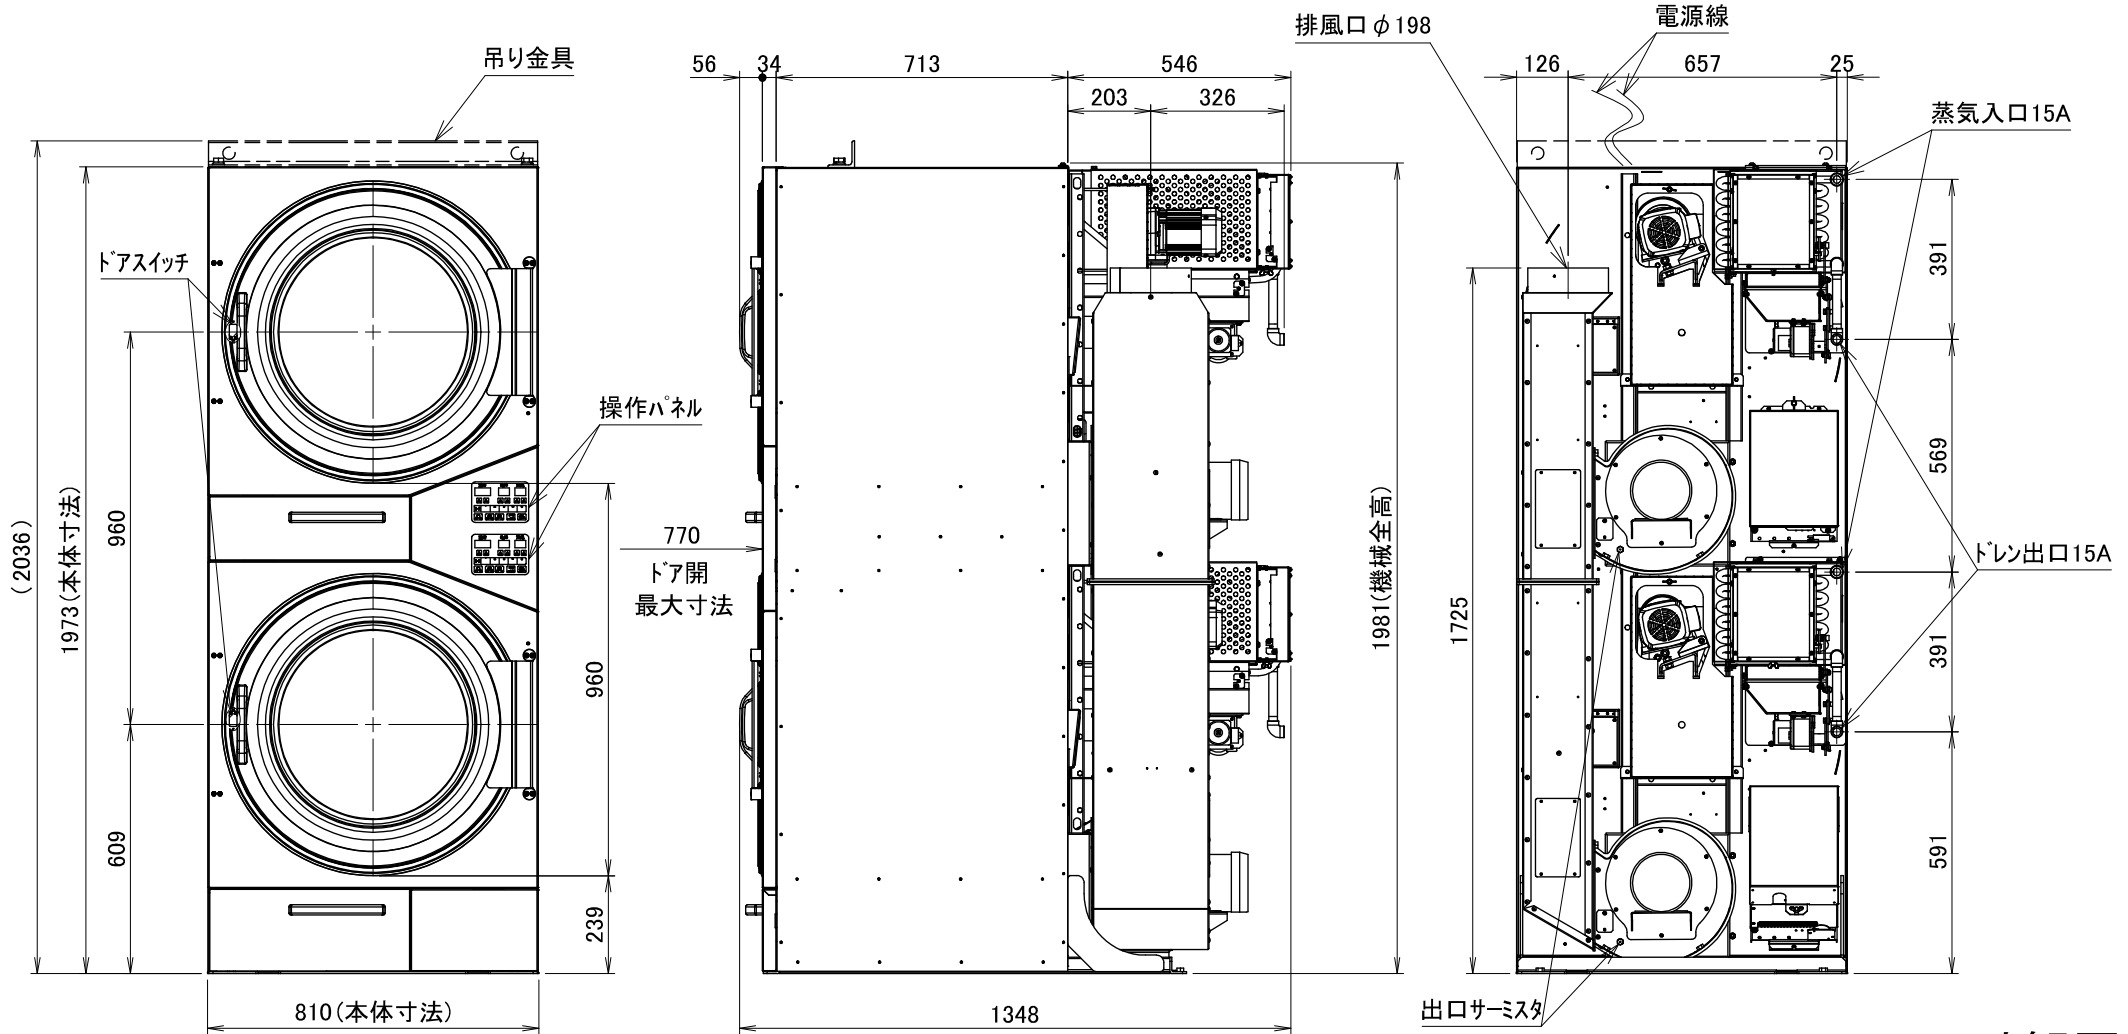 吊り金具
ドアスイッチ
操作パネル
(2036)
1973(本体寸法)
960
609
960
239
810(本体寸法)
56
34
713
546
203
326
770
ドア開
最大寸法
1981(機械全高)
1348
排風口φ198
電源線
126
657
25
蒸気入口15A
391
569
ドレン出口15A
391
591
1725
出口サーミスタ